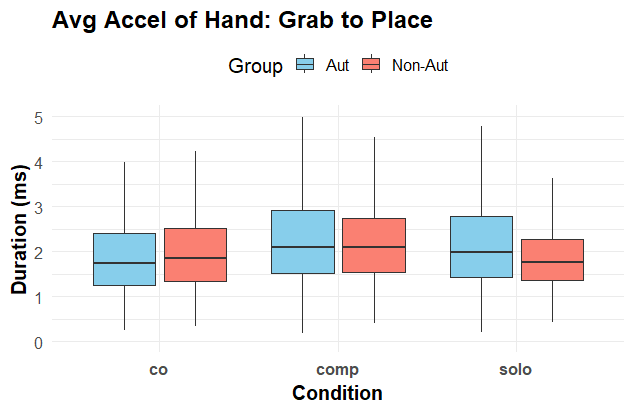 Avg Accel of Hand: Grab to Place
Group Aut Non-Aut
Duration (ms)
5
4
3
2
1
0
co comp solo
Condition